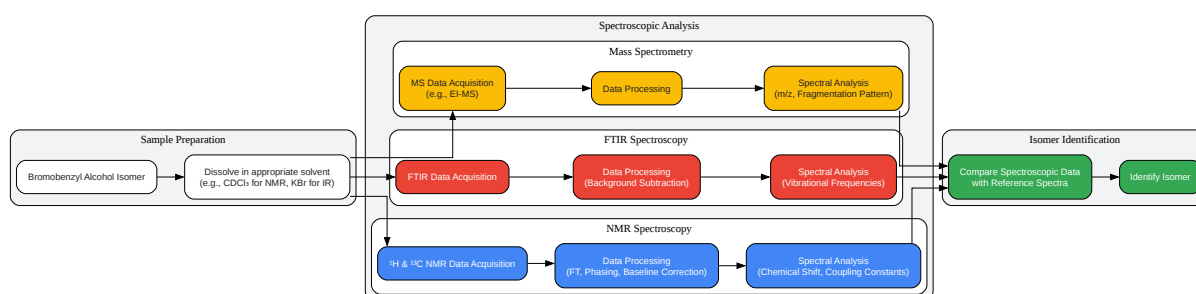 Spectroscopic Analysis
Mass Spectrometry
MS Data Acquisition
(e.g., EI-MS)
Data Processing
Spectral Analysis
(m/z, Fragmentation Pattern)
Sample Preparation
Bromobenzyl Alcohol Isomer
Dissolve in appropriate solvent
(e.g., CDCl₃ for NMR, KBr for IR)
FTIR Spectroscopy
FTIR Data Acquisition
Data Processing
(Background Subtraction)
Spectral Analysis
(Vibrational Frequencies)
Isomer Identification
Compare Spectroscopic Data
with Reference Spectra
Identify Isomer
NMR Spectroscopy
¹H & ¹³C NMR Data Acquisition
Data Processing
(FT, Phasing, Baseline Correction)
Spectral Analysis
(Chemical Shift, Coupling Constants)